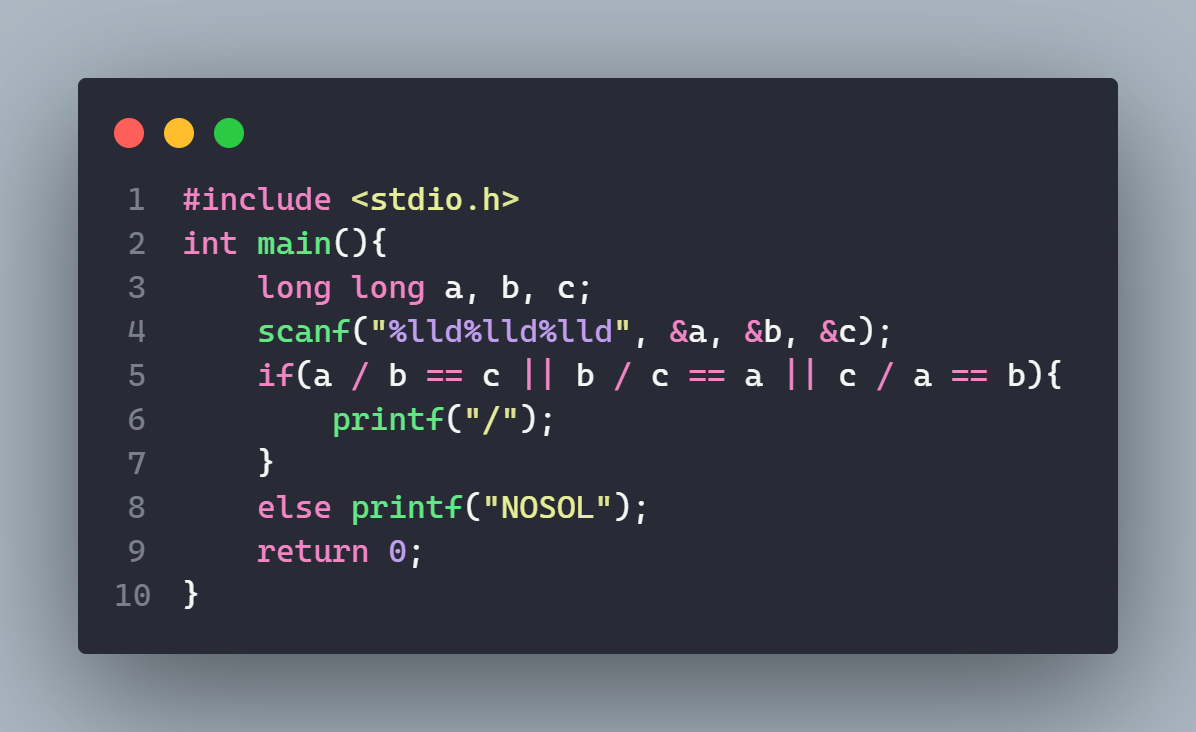 1 #include <stdio.h>
2 int main(){
3     long long a, b, c;
4     scanf("%lld%lld%lld", &a, &b, &c);
5     if(a / b == c || b / c == a || c / a == b){
6         printf("/");
7     }
8     else printf("NOSOL");
9     return 0;
10 }